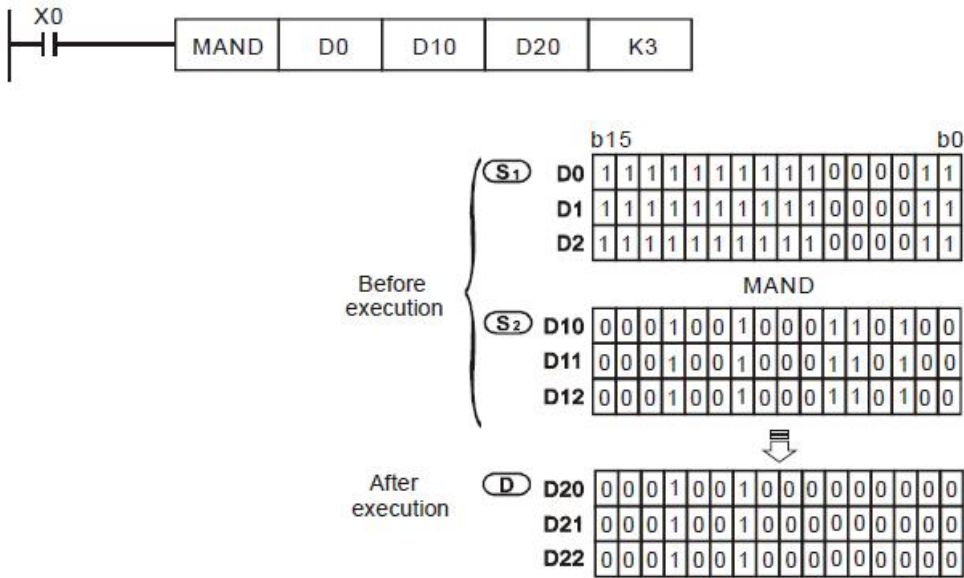 X0
MAND D0 D10 D20 K3
b15 b0
S1 D0 1 1 1 1 1 1 1 1 1 1 0 0 0 0 1 1
D1 1 1 1 1 1 1 1 1 1 1 0 0 0 0 1 1
D2 1 1 1 1 1 1 1 1 1 1 0 0 0 0 1 1
Before
execution
MAND
S2 D10 0 0 0 1 0 0 1 0 0 0 1 1 0 1 0 0
D11 0 0 0 1 0 0 1 0 0 0 1 1 0 1 0 0
D12 0 0 0 1 0 0 1 0 0 0 1 1 0 1 0 0
After
execution
D D20 0 0 0 1 0 0 1 0 0 0 0 0 0 0 0 0
D21 0 0 0 1 0 0 1 0 0 0 0 0 0 0 0 0
D22 0 0 0 1 0 0 1 0 0 0 0 0 0 0 0 0